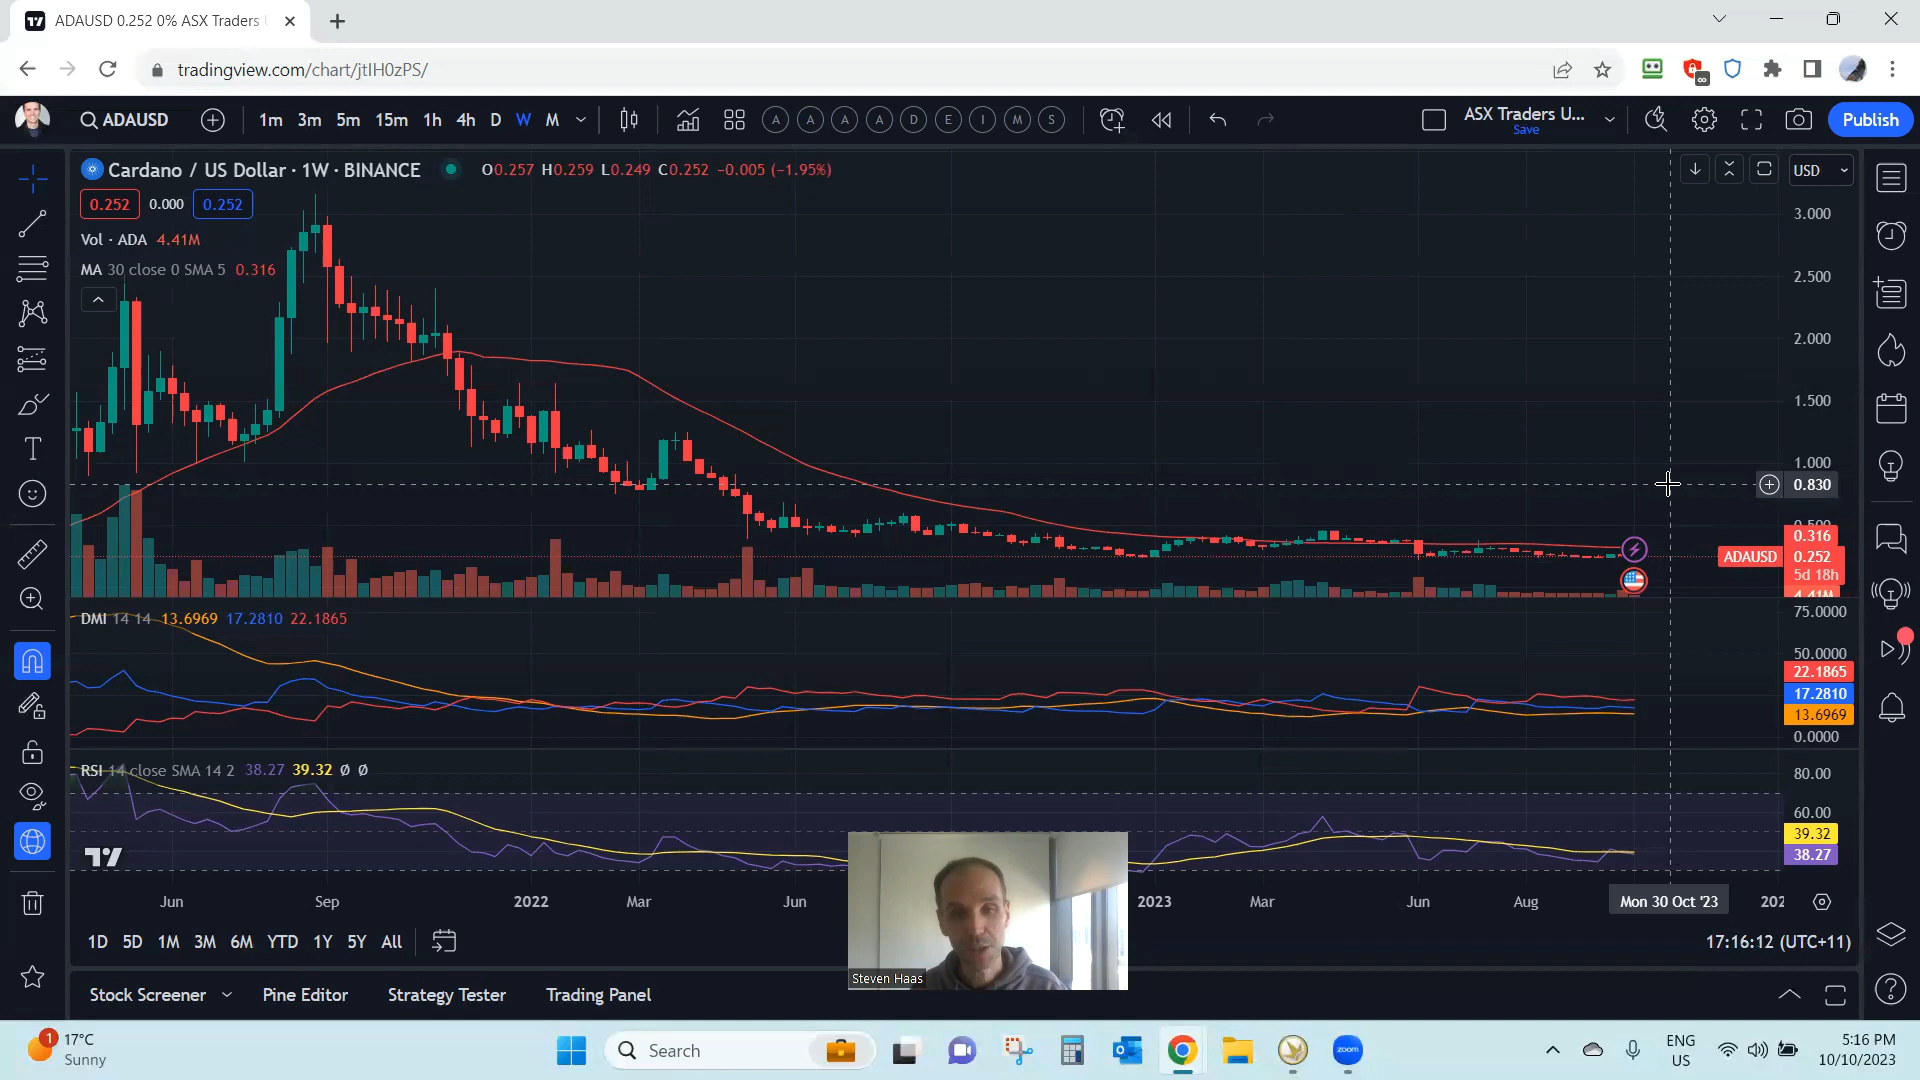 ADAUSD 0.252 0% ASX Traders U
tradingview.com/chart/jtIH0zPS/
ADAUSD
1m 3m 5m 15m 1h 4h D W M
A A A A D E I M S
ASX Traders U...
Save
Publish
Cardano / US Dollar · 1W · BINANCE
O0.257 H0.259 L0.249 C0.252 −0.005 (−1.95%)
USD
0.252 0.000 0.252
Vol · ADA 4.41M
MA 30 close 0 SMA 5 0.316
3.000
2.500
2.000
1.500
1.000
0.830
0.500
0.316
ADAUSD 0.252
5d 18h
4.41M
DMI 14 14 13.6969 17.2810 22.1865
75.0000
50.0000
22.1865
17.2810
13.6969
0.0000
RSI 14 close SMA 14 2 38.27 39.32 Ø Ø
80.00
60.00
39.32
38.27
Jun Sep 2022 Mar Jun 2023 Mar Jun Aug Mon 30 Oct '23 202
1D 5D 1M 3M 6M YTD 1Y 5Y All
17:16:12 (UTC+11)
Steven Haas
Stock Screener Pine Editor Strategy Tester Trading Panel
1
17°C
Sunny
Search
zoom
ENG
US
5:16 PM
10/10/2023